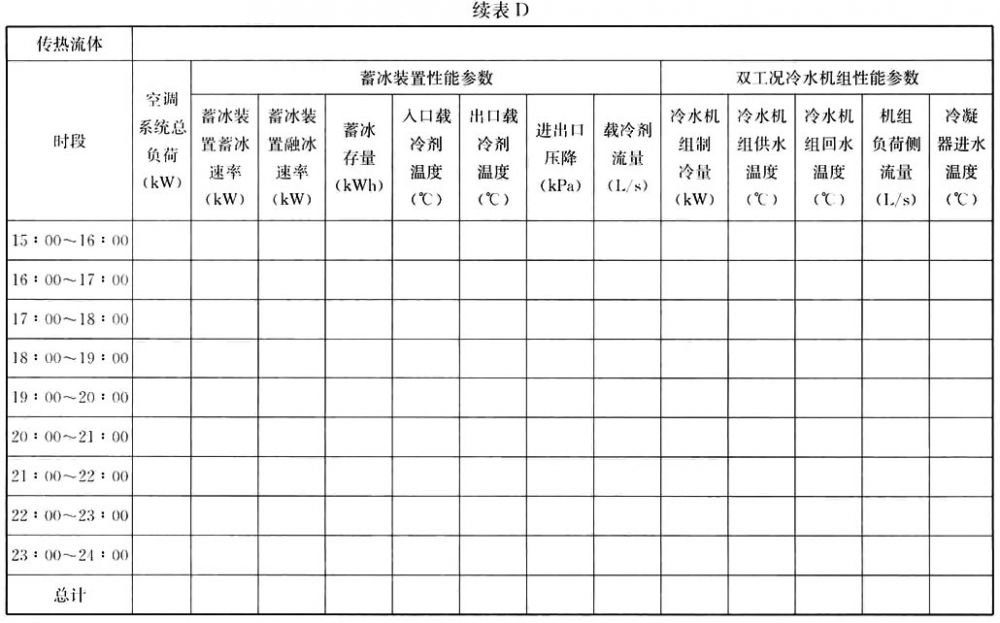 续表D
传热流体
时段
空调
系统总
负荷
(kW)
蓄冰装置性能参数
双工况冷水机组性能参数
蓄冰装
置蓄冰
速率
(kW)
蓄冰装
置融冰
速率
(kW)
蓄冰
存量
(kWh)
入口载
冷剂
温度
(℃)
出口载
冷剂
温度
(℃)
进出口
压降
(kPa)
载冷剂
流量
(L/s)
冷水机
组制
冷量
(kW)
冷水机
组供水
温度
(℃)
冷水机
组回水
温度
(℃)
机组
负荷侧
流量
(L/s)
冷凝
器进水
温度
(℃)
15:00~16:00
16:00~17:00
17:00~18:00
18:00~19:00
19:00~20:00
20:00~21:00
21:00~22:00
22:00~23:00
23:00~24:00
总计